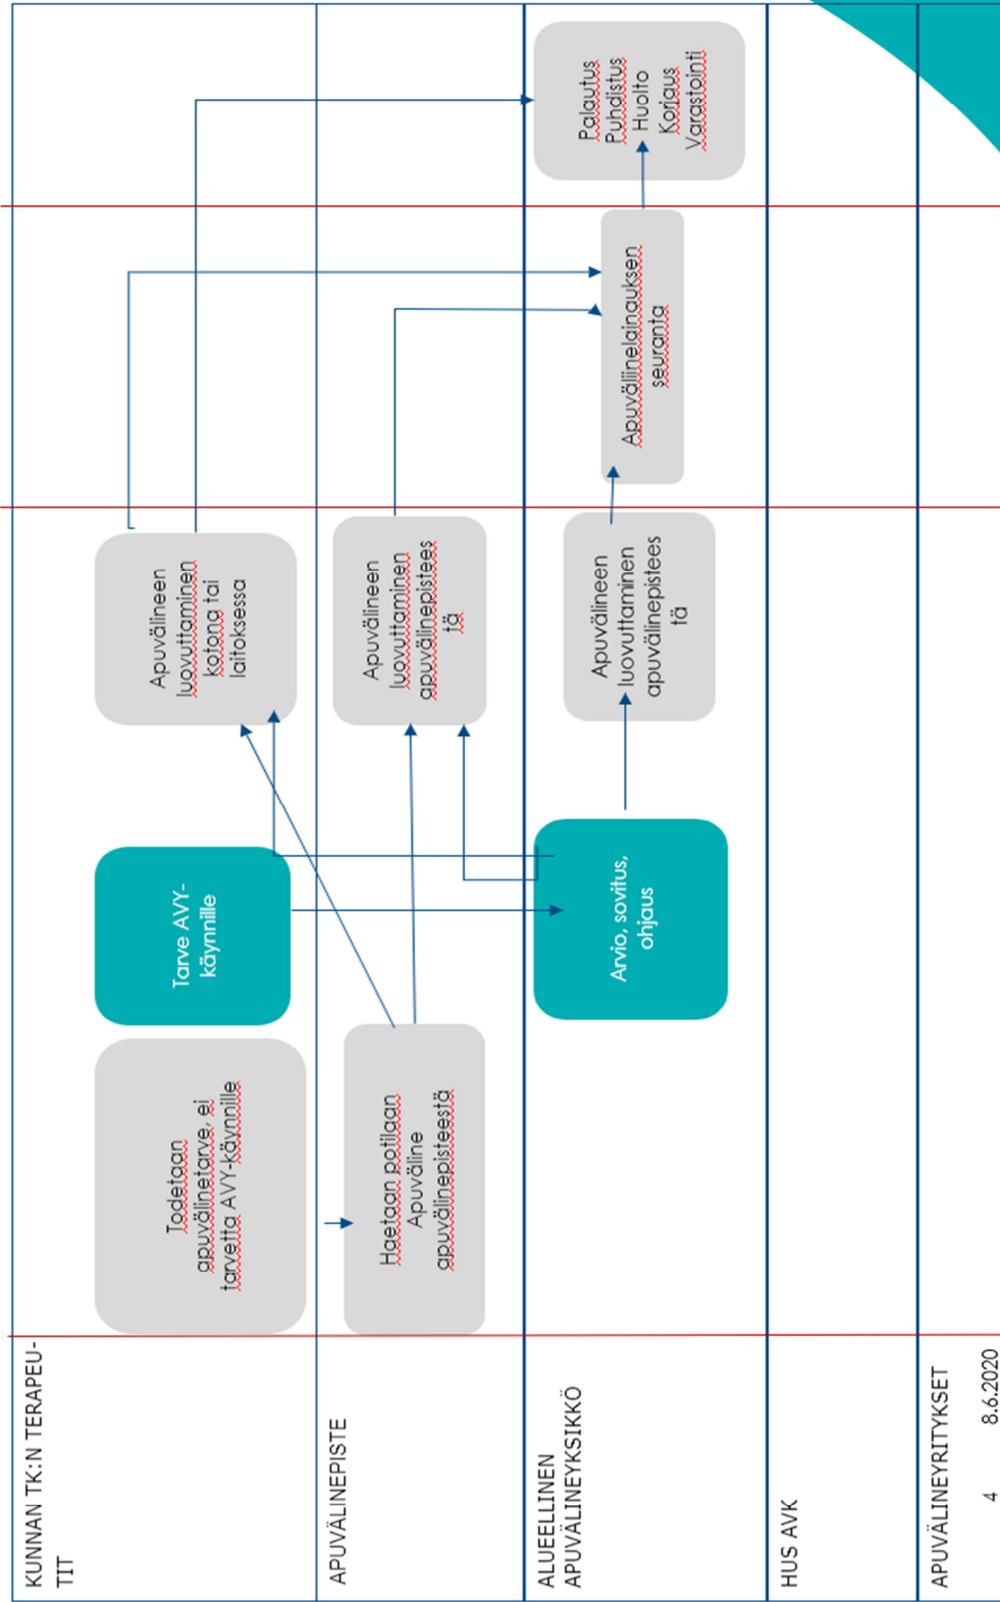 KUNNAN TK:N TERAPEU-
TIT
Todetaan
apuvälinetarve, ei
tarvetta AVY-käynnille
Tarve AVY-
käynnille
Apuvälineen
luovuttaminen
kotona tai
laitoksessa
APUVÄLINEPISTE
Haetaan potilaan
Apuväline
apuvälinepisteestä
Apuvälineen
luovuttaminen
apuvälinepistees
tä
ALUEELLINEN
APUVÄLINEYKSIKKÖ
Arvio, sovitus,
ohjaus
Apuvälineen
luovuttaminen
apuvälinepistees
tä
Apuvälinelainauksen
seuranta
Palautus
Puhdistus
Huolto
Korjaus
Varastointi
HUS AVK
APUVÄLINEYRITYKSET
4
8.6.2020